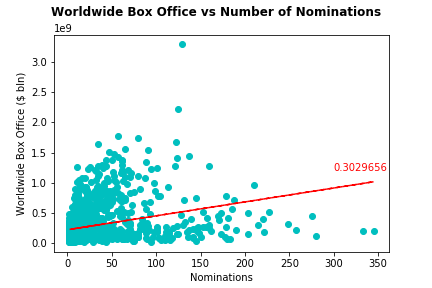 Worldwide Box Office vs Number of Nominations
1e9
3.0
2.5
2.0
1.5
1.0
0.5
0.0
Worldwide Box Office ($ bln)
0.3029656
0 50 100 150 200 250 300 350
Nominations